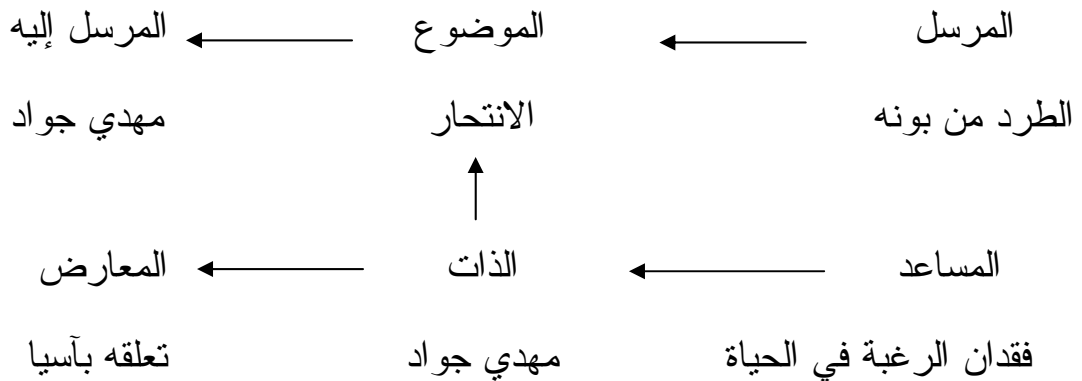 المرسل الموضوع المرسل إليه
الطرد من بونه الانتحار مهدي جواد
المساعد الذات المعارض
فقدان الرغبة في الحياة مهدي جواد تعلقه بآسيا